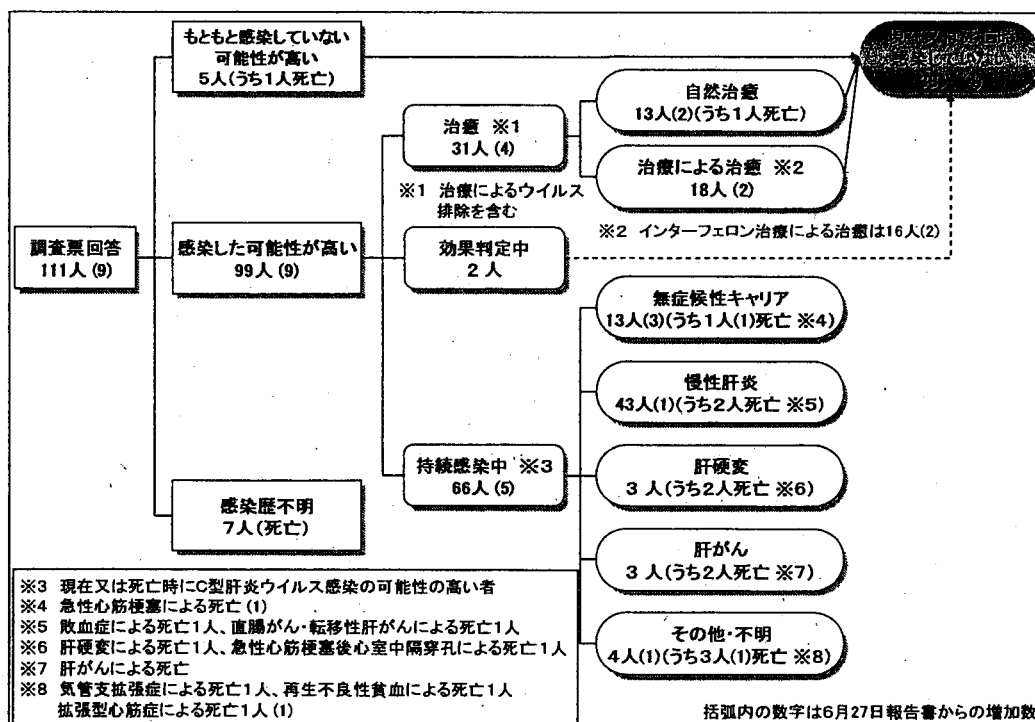 もともと感染していない
可能性が高い
5人(うち1人死亡)
自然治癒
13人(2)(うち1人死亡)
治癒 ※1
31人(4)
治療による治癒 ※2
18人(2)
※1 治療によるウイルス
排除を含む
※2 インターフェロン治療による治癒は16人(2)
調査票回答
111人(9)
感染した可能性が高い
99人(9)
効果判定中
2人
無症候性キャリア
13人(3)(うち1人(1)死亡 ※4)
慢性肝炎
43人(1)(うち2人死亡 ※5)
持続感染中 ※3
66人(5)
肝硬変
3人(うち2人死亡 ※6)
感染歴不明
7人(死亡)
肝がん
3人(うち2人死亡 ※7)
その他・不明
4人(1)(うち3人(1)死亡 ※8)
※3 現在又は死亡時にC型肝炎ウイルス感染の可能性の高い者
※4 急性心筋梗塞による死亡(1)
※5 敗血症による死亡1人、直腸がん・転移性肝がんによる死亡1人
※6 肝硬変による死亡1人、急性心筋梗塞後心室中隔穿孔による死亡1人
※7 肝がんによる死亡
※8 気管支拡張症による死亡1人、再生不良性貧血による死亡1人
拡張型心筋症による死亡1人(1)
括弧内の数字は6月27日報告書からの増加数